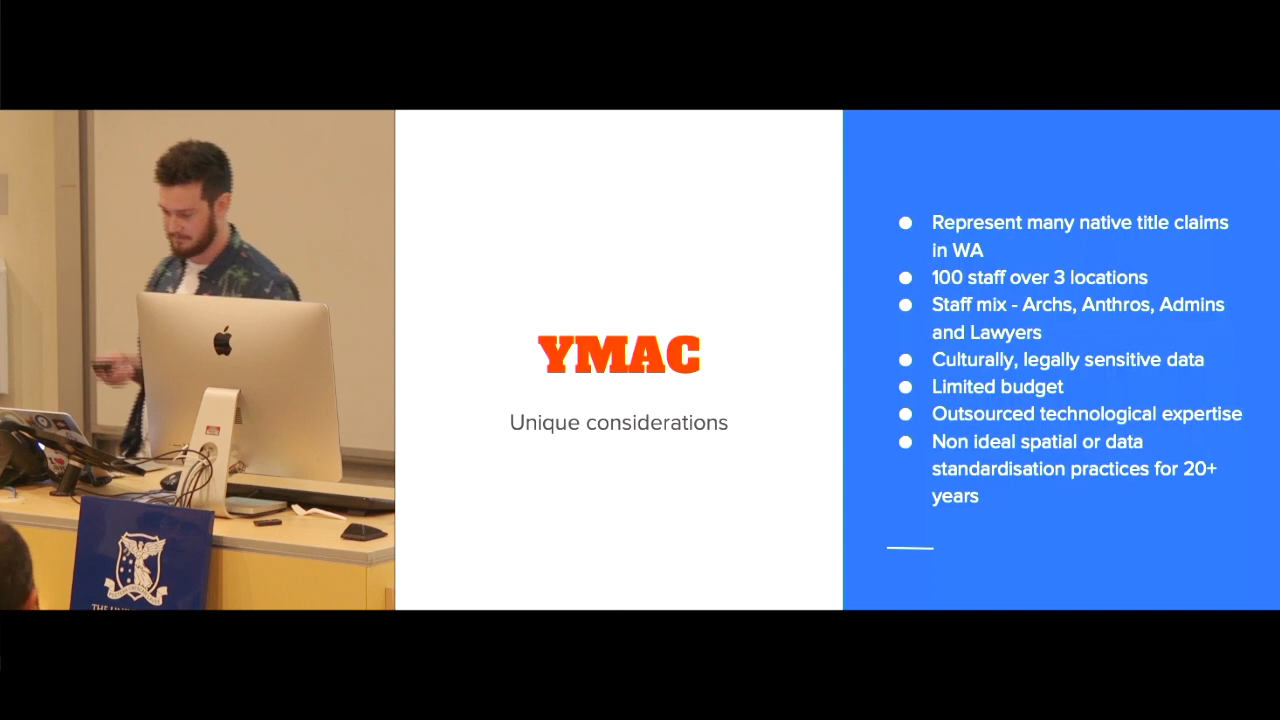 YMAC
Unique considerations
● Represent many native title claims
in WA
● 100 staff over 3 locations
● Staff mix - Archs, Anthros, Admins
and Lawyers
● Culturally, legally sensitive data
● Limited budget
● Outsourced technological expertise
● Non ideal spatial or data
standardisation practices for 20+
years
THE